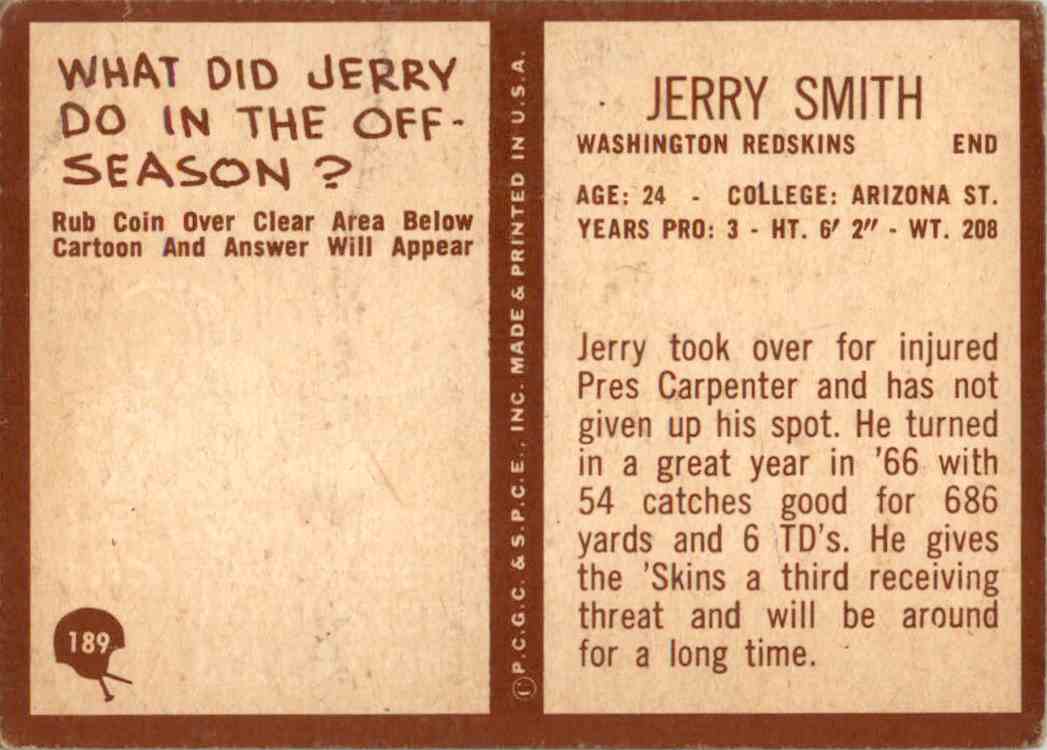 WHAT DID JERRY
DO IN THE OFF-
SEASON?
Rub Coin Over Clear Area Below
Cartoon And Answer Will Appear
189
© P.C.G.C. & S.P.C.E., INC. MADE & PRINTED IN U.S.A.
JERRY SMITH
WASHINGTON REDSKINS END
AGE: 24 - COLLEGE: ARIZONA ST.
YEARS PRO: 3 - HT. 6' 2" - WT. 208
Jerry took over for injured
Pres Carpenter and has not
given up his spot. He turned
in a great year in '66 with
54 catches good for 686
yards and 6 TD's. He gives
the 'Skins a third receiving
threat and will be around
for a long time.